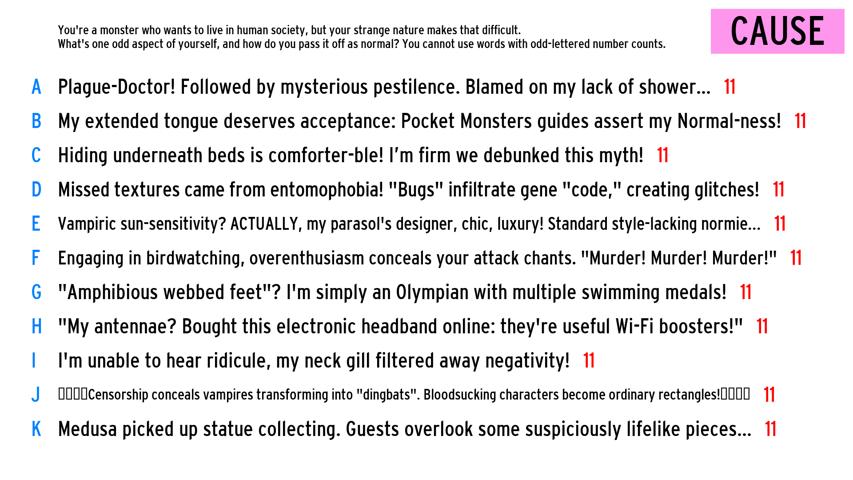 You're a monster who wants to live in human society, but your strange nature makes that difficult.
What's one odd aspect of yourself, and how do you pass it off as normal? You cannot use words with odd-lettered number counts.
CAUSE
A Plague-Doctor! Followed by mysterious pestilence. Blamed on my lack of shower... 11
B My extended tongue deserves acceptance: Pocket Monsters guides assert my Normal-ness! 11
C Hiding underneath beds is comforter-ble! I'm firm we debunked this myth! 11
D Missed textures came from entomophobia! "Bugs" infiltrate gene "code," creating glitches! 11
E Vampiric sun-sensitivity? ACTUALLY, my parasol's designer, chic, luxury! Standard style-lacking normie... 11
F Engaging in birdwatching, overenthusiasm conceals your attack chants. "Murder! Murder! Murder!" 11
G "Amphibious webbed feet"? I'm simply an Olympian with multiple swimming medals! 11
H "My antennae? Bought this electronic headband online: they're useful Wi-Fi boosters!" 11
I I'm unable to hear ridicule, my neck gill filtered away negativity! 11
J ▯▯▯▯Censorship conceals vampires transforming into "dingbats". Bloodsucking characters become ordinary rectangles!▯▯▯▯ 11
K Medusa picked up statue collecting. Guests overlook some suspiciously lifelike pieces... 11